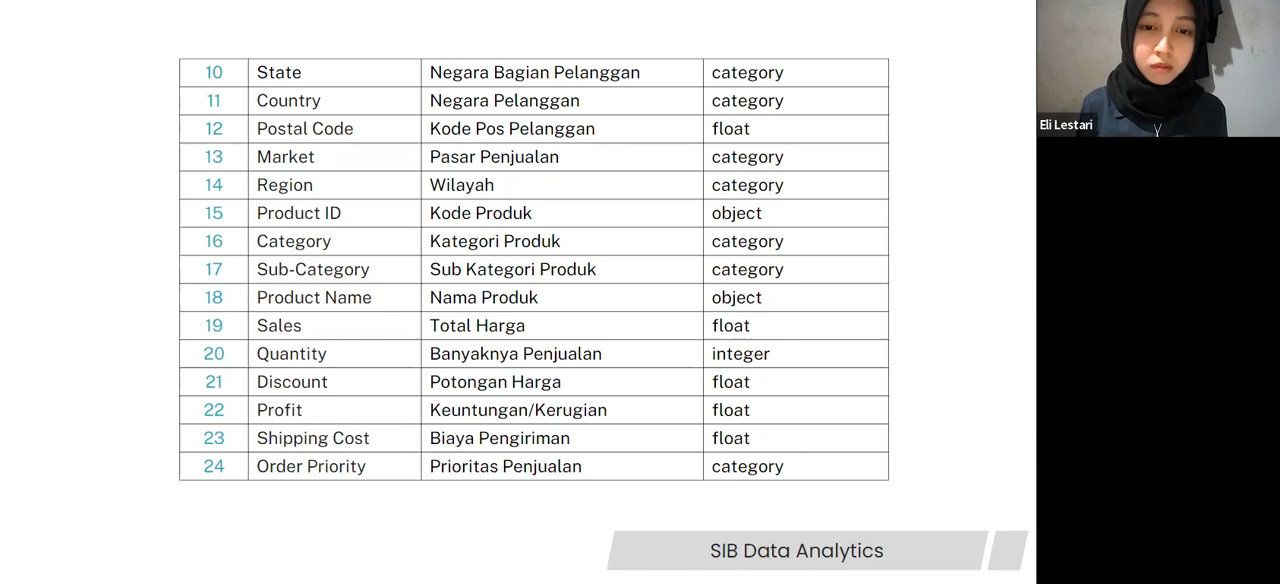 10 State Negara Bagian Pelanggan category
11 Country Negara Pelanggan category
12 Postal Code Kode Pos Pelanggan float
13 Market Pasar Penjualan category
14 Region Wilayah category
15 Product ID Kode Produk object
16 Category Kategori Produk category
17 Sub-Category Sub Kategori Produk category
18 Product Name Nama Produk object
19 Sales Total Harga float
20 Quantity Banyaknya Penjualan integer
21 Discount Potongan Harga float
22 Profit Keuntungan/Kerugian float
23 Shipping Cost Biaya Pengiriman float
24 Order Priority Prioritas Penjualan category
SIB Data Analytics
Eli Lestari